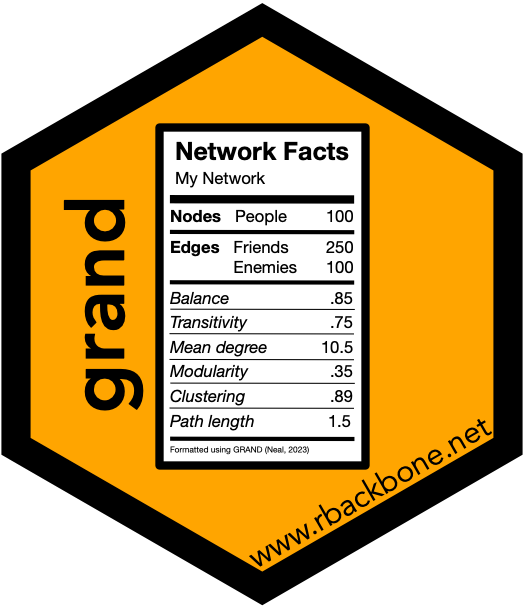 grand
Network Facts
My Network
Nodes People 100
Edges Friends 250
Enemies 100
Balance .85
Transitivity .75
Mean degree 10.5
Modularity .35
Clustering .89
Path length 1.5
Formatted using GRAND (Neal, 2023)
www.rbackbone.net